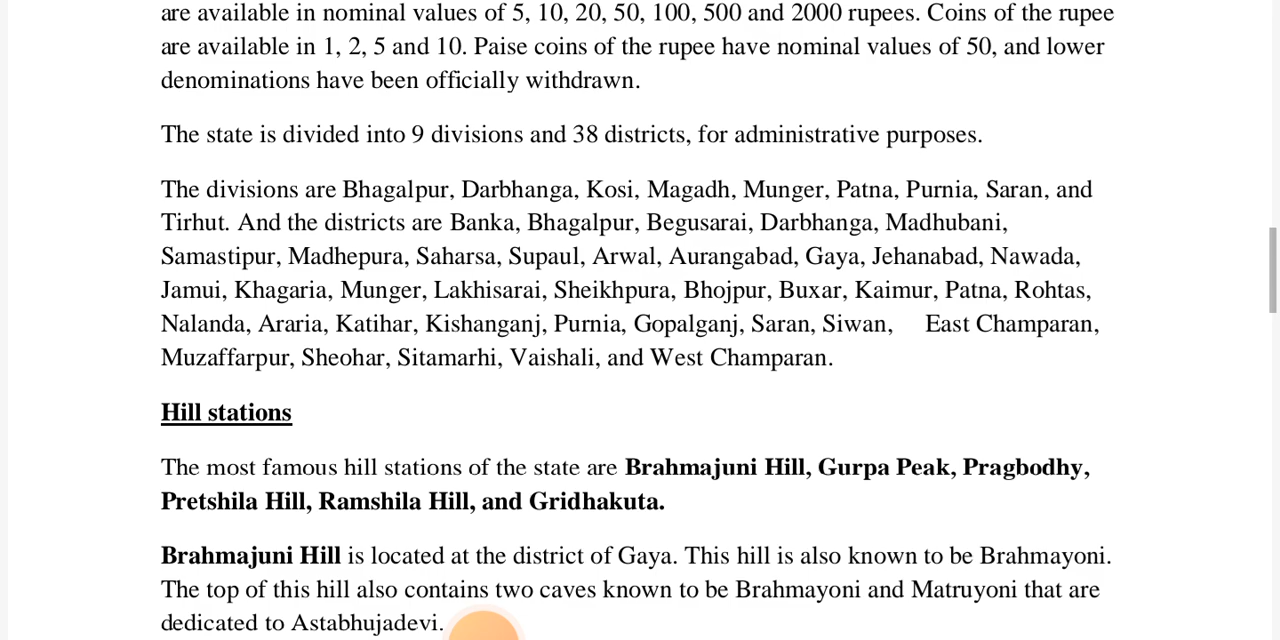 are available in nominal values of 5, 10, 20, 50, 100, 500 and 2000 rupees. Coins of the rupee
are available in 1, 2, 5 and 10. Paise coins of the rupee have nominal values of 50, and lower
denominations have been officially withdrawn.
The state is divided into 9 divisions and 38 districts, for administrative purposes.
The divisions are Bhagalpur, Darbhanga, Kosi, Magadh, Munger, Patna, Purnia, Saran, and
Tirhut. And the districts are Banka, Bhagalpur, Begusarai, Darbhanga, Madhubani,
Samastipur, Madhepura, Saharsa, Supaul, Arwal, Aurangabad, Gaya, Jehanabad, Nawada,
Jamui, Khagaria, Munger, Lakhisarai, Sheikhpura, Bhojpur, Buxar, Kaimur, Patna, Rohtas,
Nalanda, Araria, Katihar, Kishanganj, Purnia, Gopalganj, Saran, Siwan, East Champaran,
Muzaffarpur, Sheohar, Sitamarhi, Vaishali, and West Champaran.
Hill stations
The most famous hill stations of the state are Brahmajuni Hill, Gurpa Peak, Pragbodhy,
Pretshila Hill, Ramshila Hill, and Gridhakuta.
Brahmajuni Hill is located at the district of Gaya. This hill is also known to be Brahmayoni.
The top of this hill also contains two caves known to be Brahmayoni and Matruyoni that are
dedicated to Astabhujadevi.